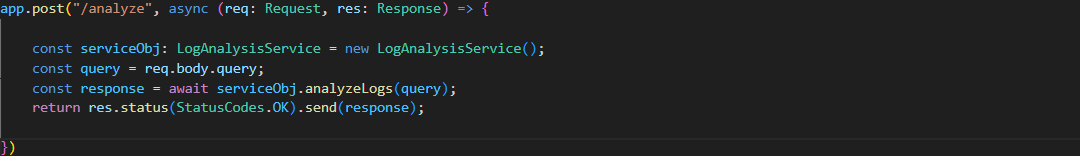 app.post("/analyze", async (req: Request, res: Response) => {
const serviceObj: LogAnalysisService = new LogAnalysisService();
const query = req.body.query;
const response = await serviceObj.analyzeLogs(query);
return res.status(StatusCodes.OK).send(response);
})